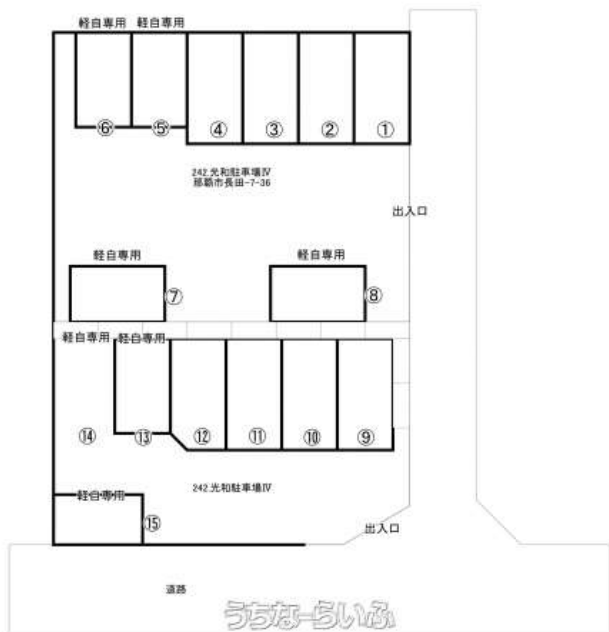 軽自専用 軽自専用
⑥ ⑤ ④ ③ ② ①
242.光和駐車場Ⅳ
那覇市長田-7-36
出入口
軽自専用 軽自専用
⑦ ⑧
軽自専用 軽自専用
⑭ ⑬ ⑫ ⑪ ⑩ ⑨
242.光和駐車場Ⅳ
軽自専用
⑮
出入口
道路
うちなーらいふ